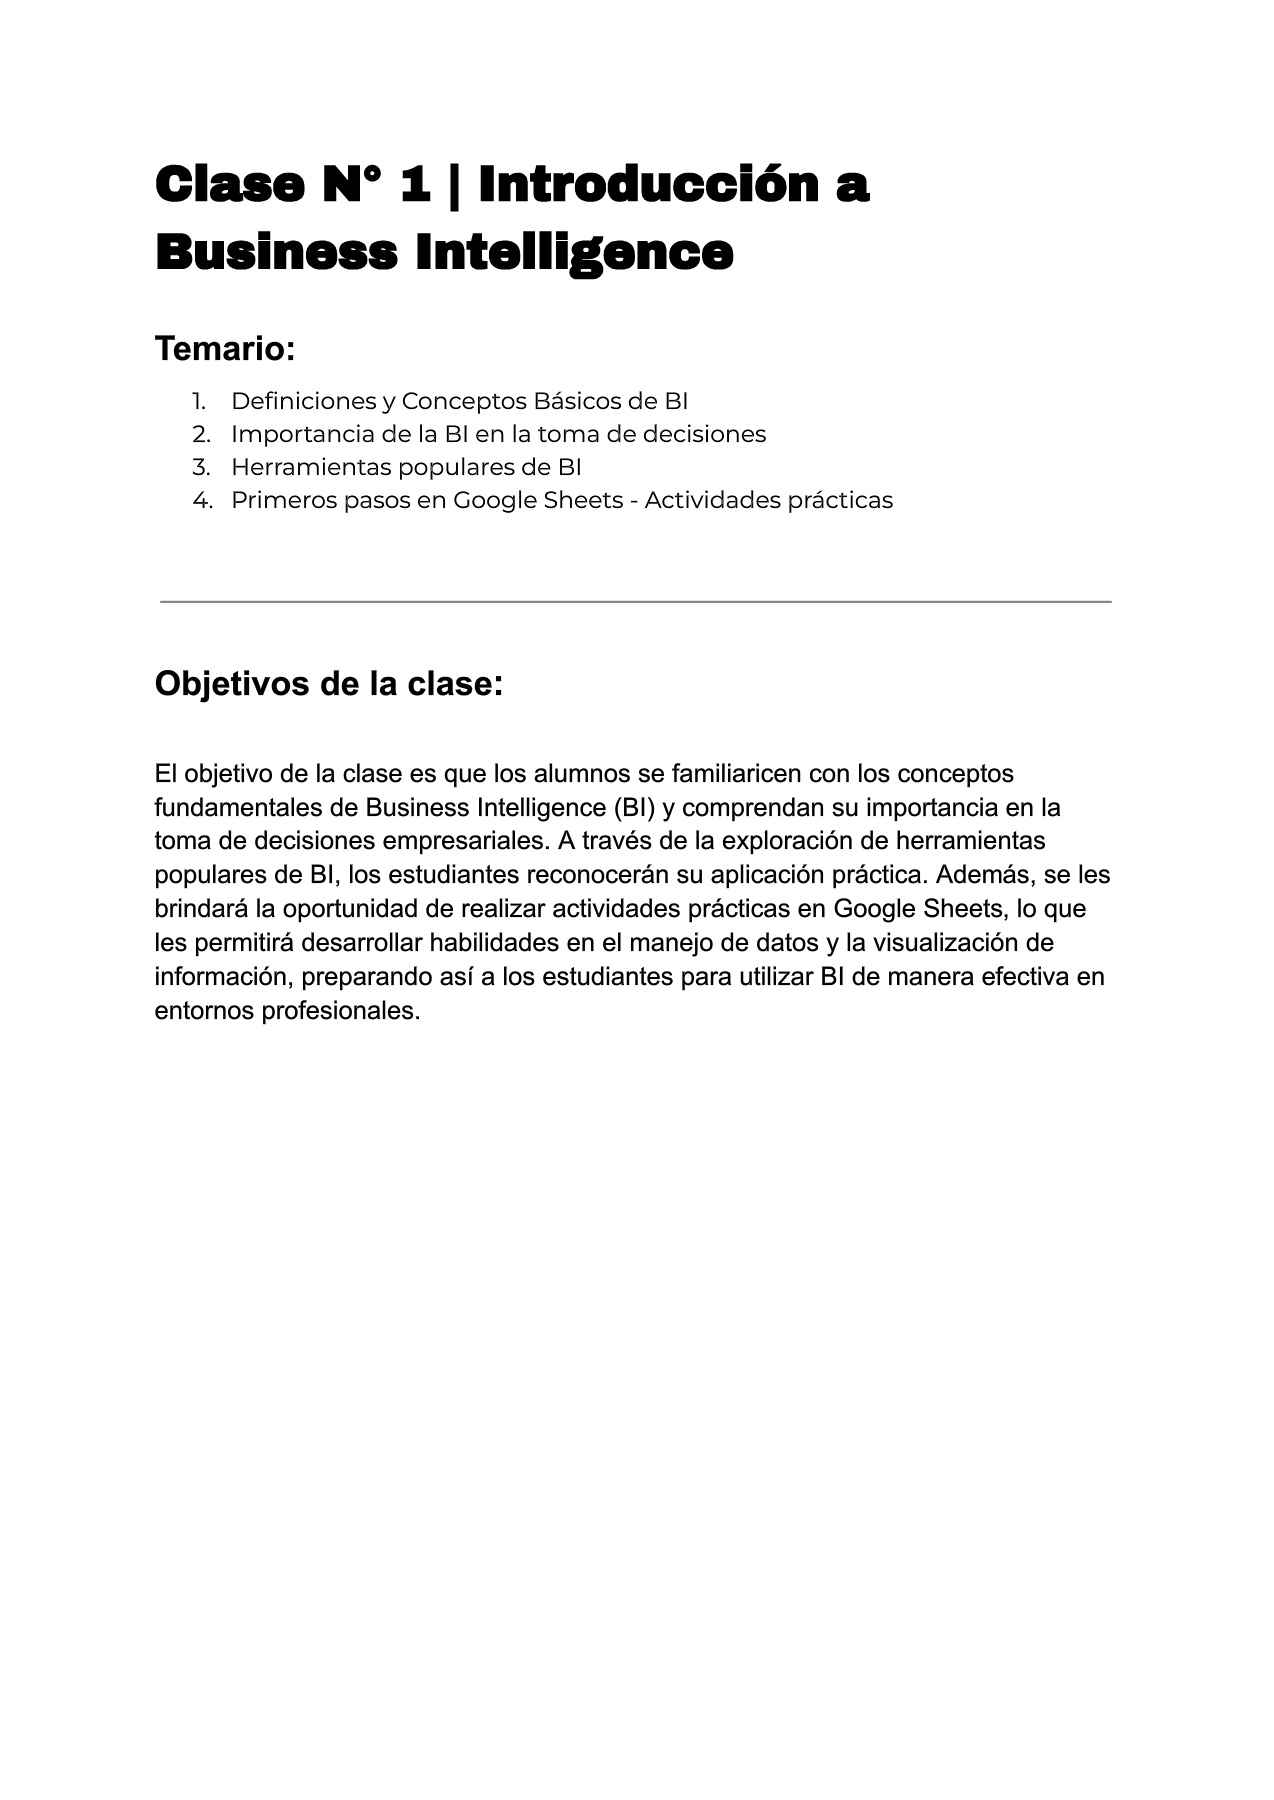 Clase N° 1 | Introducción a
Business Intelligence
Temario:
1. Definiciones y Conceptos Básicos de BI
2. Importancia de la BI en la toma de decisiones
3. Herramientas populares de BI
4. Primeros pasos en Google Sheets - Actividades prácticas
Objetivos de la clase:
El objetivo de la clase es que los alumnos se familiaricen con los conceptos
fundamentales de Business Intelligence (BI) y comprendan su importancia en la
toma de decisiones empresariales. A través de la exploración de herramientas
populares de BI, los estudiantes reconocerán su aplicación práctica. Además, se les
brindará la oportunidad de realizar actividades prácticas en Google Sheets, lo que
les permitirá desarrollar habilidades en el manejo de datos y la visualización de
información, preparando así a los estudiantes para utilizar BI de manera efectiva en
entornos profesionales.